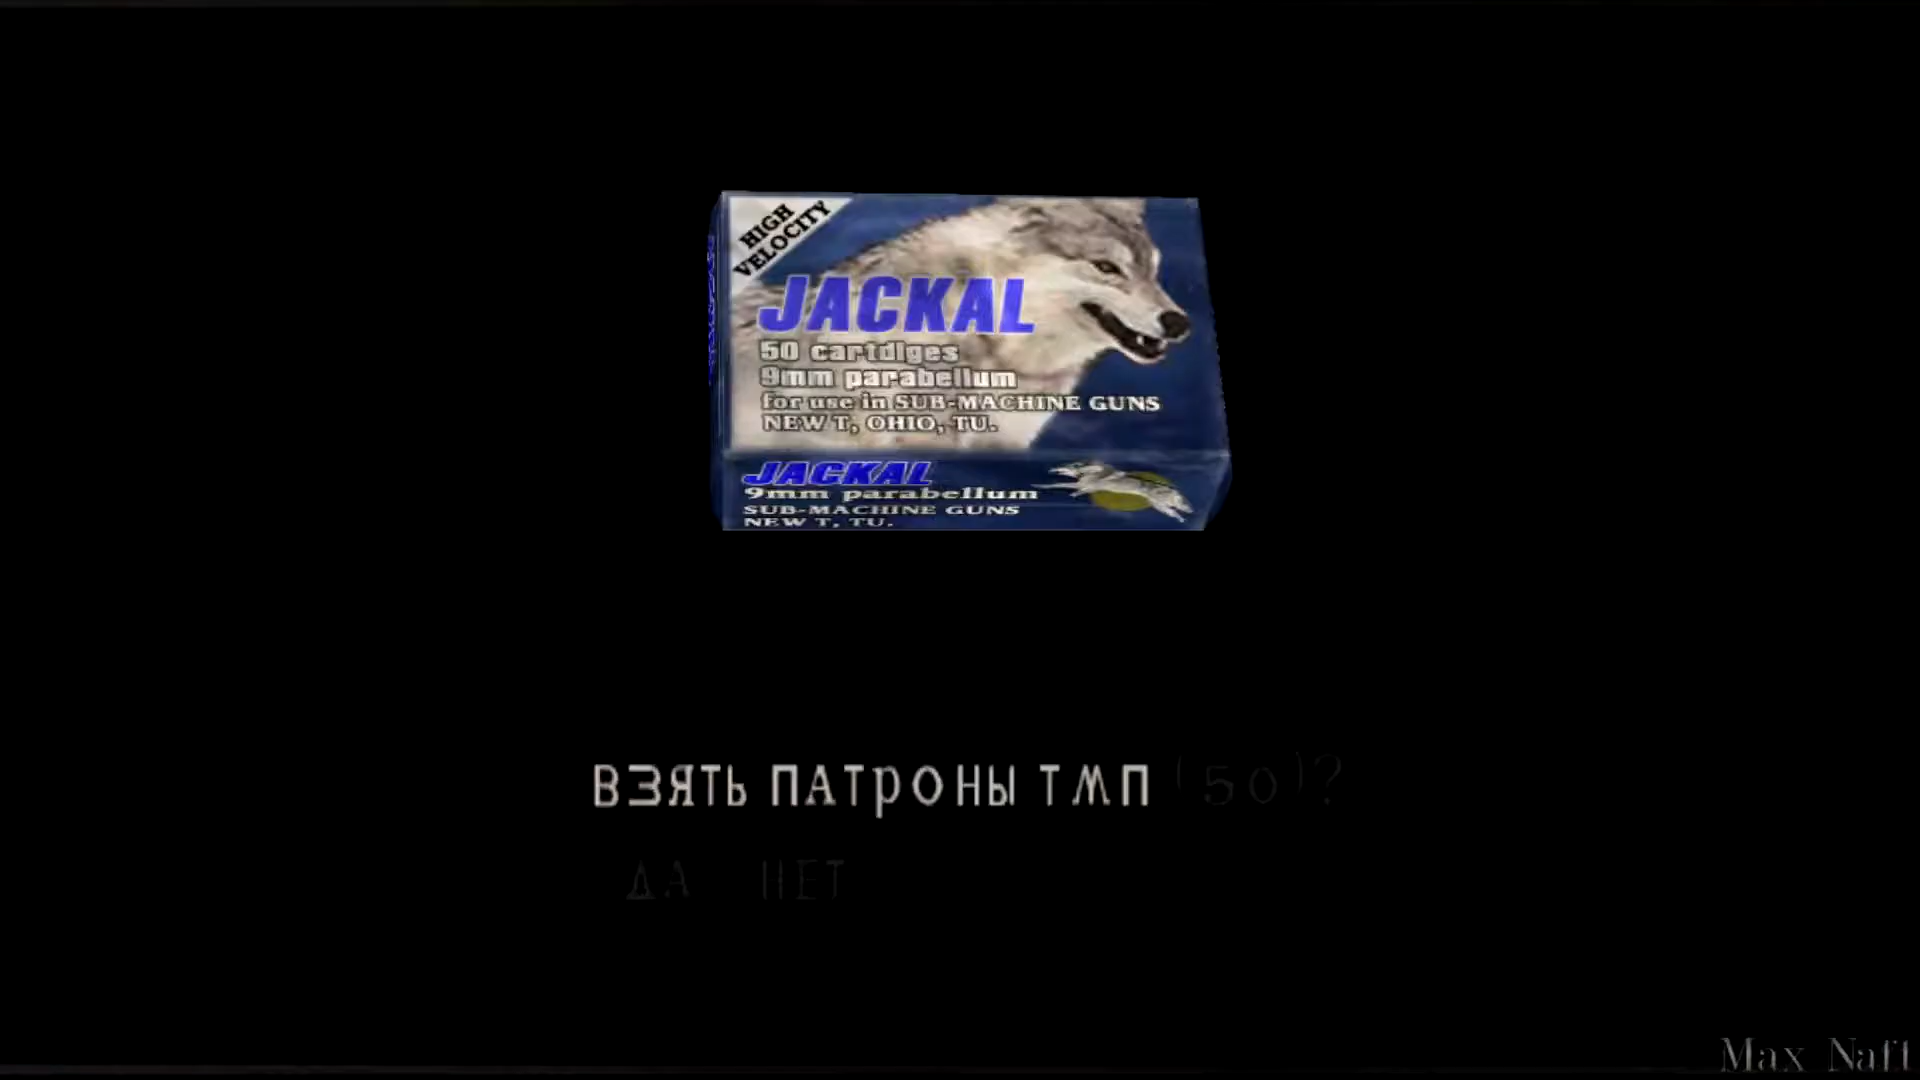 HIGH
VELOCITY
JACKAL
50 cartdiges
9mm parabellum
for use in SUB-MACHINE GUNS
NEW T, OHIO, TU.
JACKAL
9mm parabellum
SUB-MACHINE GUNS
NEW T, TU.
ВЗЯТЬ ПАТРОНЫ ТМП (50)?
ДА НЕТ
Max Naft